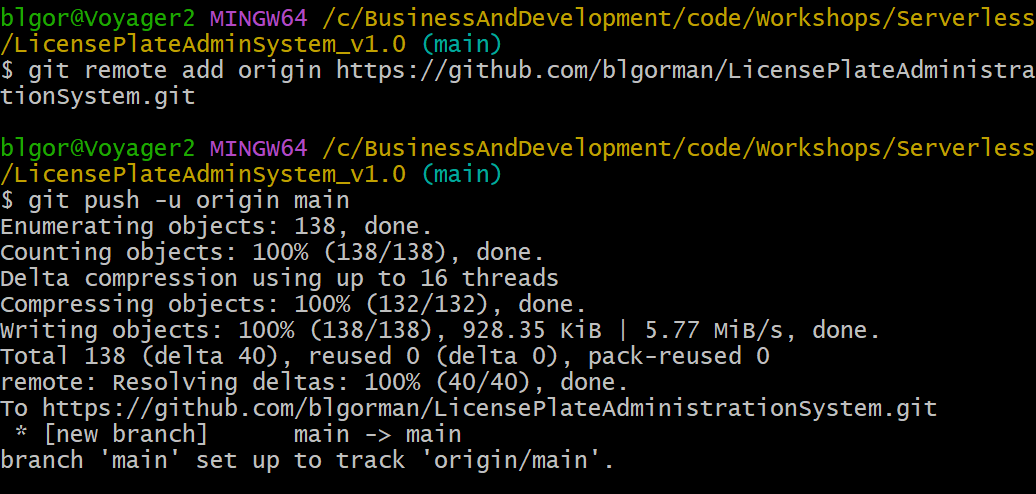 blgor@Voyager2 MINGW64 /c/BusinessAndDevelopment/code/Workshops/Serverless
/LicensePlateAdminSystem_v1.0 (main)
$ git remote add origin https://github.com/blgorman/LicensePlateAdministra
tionSystem.git

blgor@Voyager2 MINGW64 /c/BusinessAndDevelopment/code/Workshops/Serverless
/LicensePlateAdminSystem_v1.0 (main)
$ git push -u origin main
Enumerating objects: 138, done.
Counting objects: 100% (138/138), done.
Delta compression using up to 16 threads
Compressing objects: 100% (132/132), done.
Writing objects: 100% (138/138), 928.35 KiB | 5.77 MiB/s, done.
Total 138 (delta 40), reused 0 (delta 0), pack-reused 0
remote: Resolving deltas: 100% (40/40), done.
To https://github.com/blgorman/LicensePlateAdministrationSystem.git
 * [new branch]      main -> main
branch 'main' set up to track 'origin/main'.